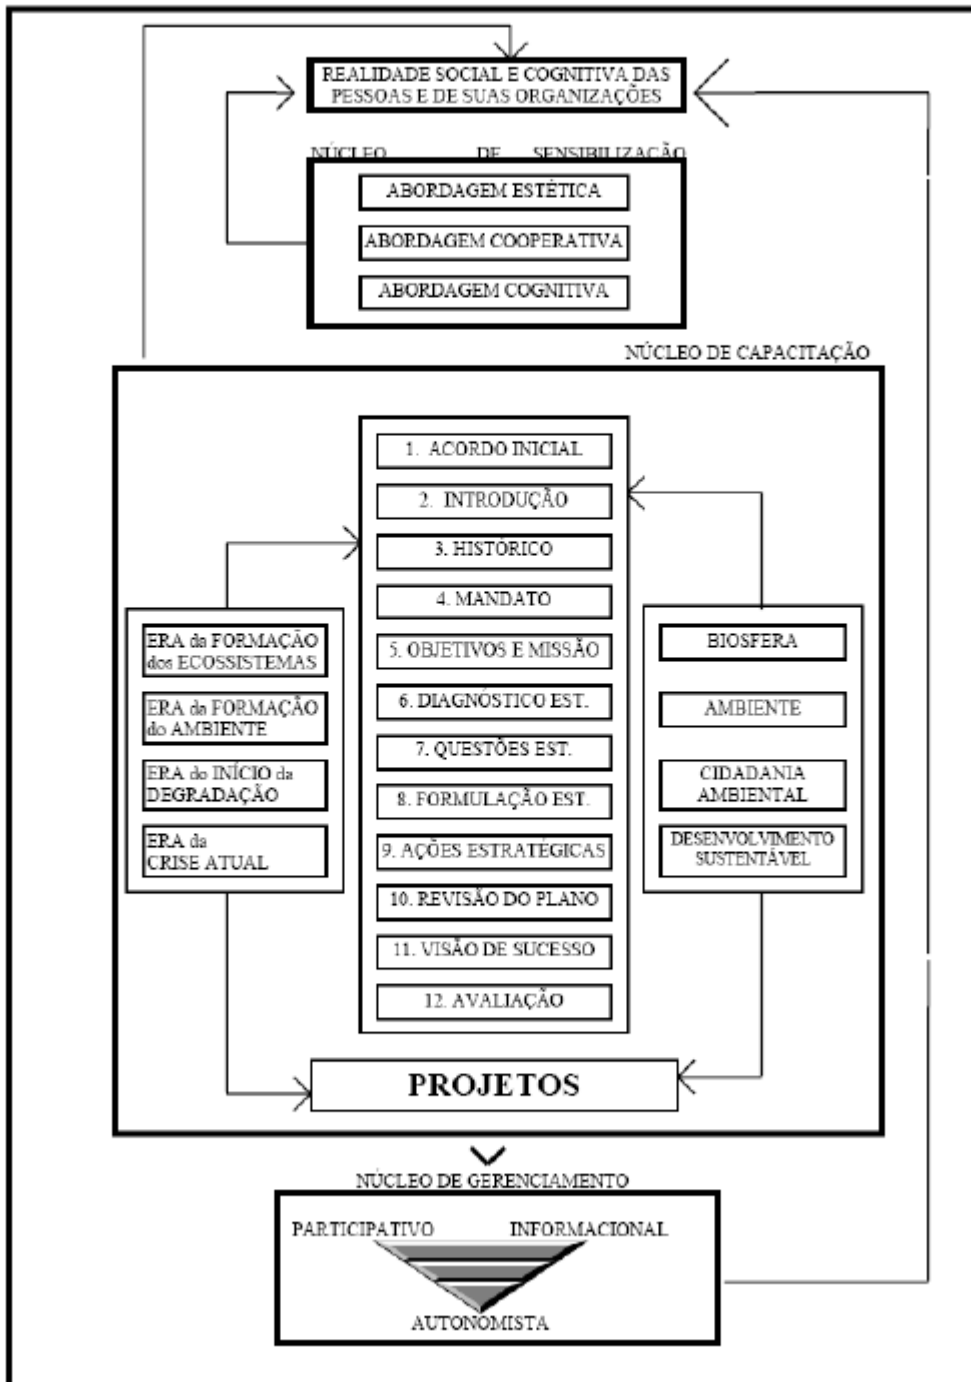 REALIDADE SOCIAL E COGNITIVA DAS
PESSOAS E DE SUAS ORGANIZAÇÕES
NÚCLEO DE SENSIBILIZAÇÃO
ABORDAGEM ESTÉTICA
ABORDAGEM COOPERATIVA
ABORDAGEM COGNITIVA
NÚCLEO DE CAPACITAÇÃO
1. ACORDO INICIAL
2. INTRODUÇÃO
3. HISTÓRICO
4. MANDATO
5. OBJETIVOS E MISSÃO
6. DIAGNÓSTICO EST.
7. QUESTÕES EST.
8. FORMULAÇÃO EST.
9. AÇÕES ESTRATÉGICAS
10. REVISÃO DO PLANO
11. VISÃO DE SUCESSO
12. AVALIAÇÃO
ERA da FORMAÇÃO
dos ECOSSISTEMAS
ERA da FORMAÇÃO
do AMBIENTE
ERA do INÍCIO da
DEGRADAÇÃO
ERA da
CRISE ATUAL
BIOSFERA
AMBIENTE
CIDADANIA
AMBIENTAL
DESENVOLVIMENTO
SUSTENTÁVEL
PROJETOS
NÚCLEO DE GERENCIAMENTO
PARTICIPATIVO INFORMACIONAL
AUTONOMISTA